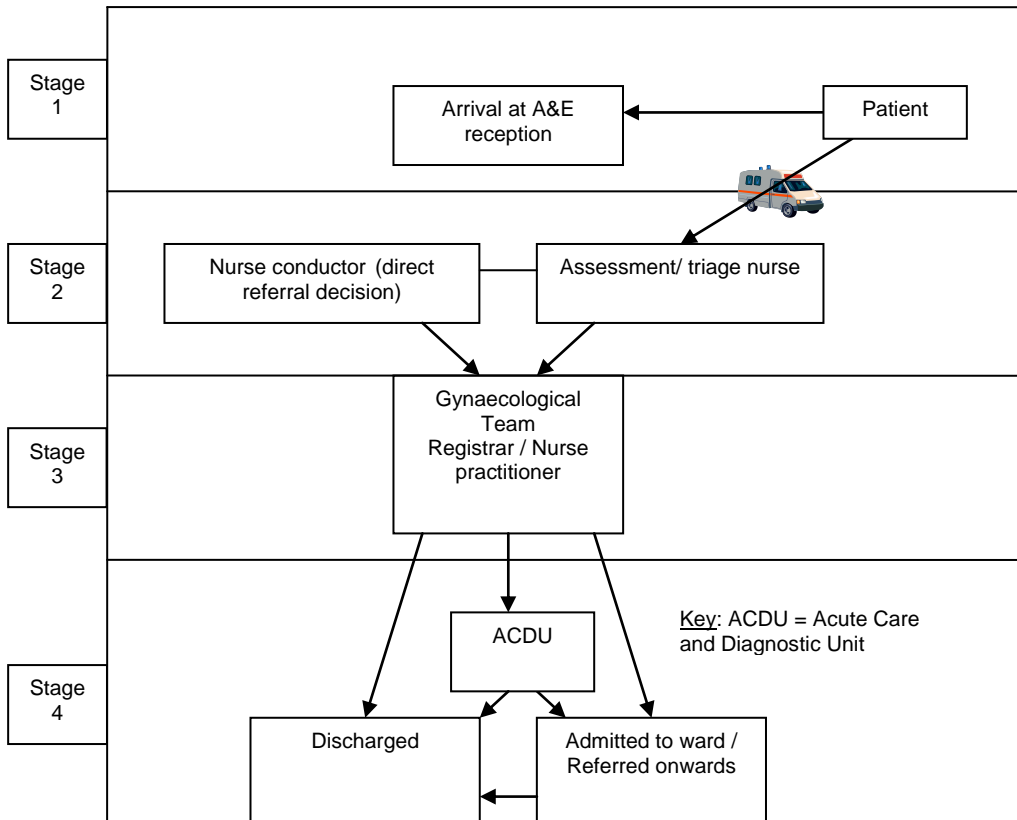 Stage
1
Arrival at A&E
reception
Patient
Stage
2
Nurse conductor (direct
referral decision)
Assessment/ triage nurse
Stage
3
Gynaecological
Team
Registrar / Nurse
practitioner
Stage
4
ACDU
Key: ACDU = Acute Care
and Diagnostic Unit
Discharged
Admitted to ward /
Referred onwards